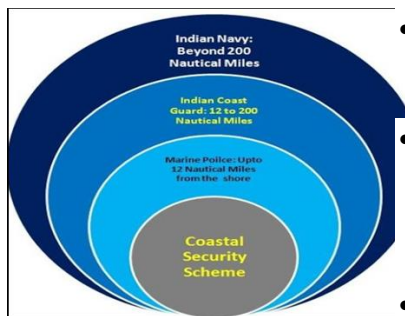 Indian Navy:
Beyond 200
Nautical Miles
Indian Coast
Guard: 12 to 200
Nautical Miles
Marine Poilce: Upto
12 Nautical Miles
from the shore
Coastal
Security
Scheme